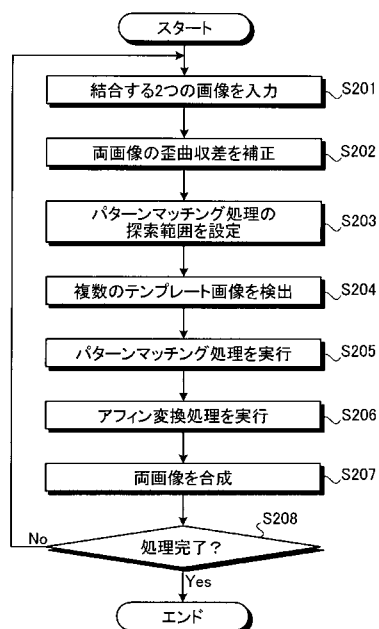 スタート
結合する2つの画像を入力
S201
両画像の歪曲収差を補正
S202
パターンマッチング処理の
探索範囲を設定
S203
複数のテンプレート画像を検出
S204
パターンマッチング処理を実行
S205
アフィン変換処理を実行
S206
両画像を合成
S207
S208
処理完了?
No
Yes
エンド